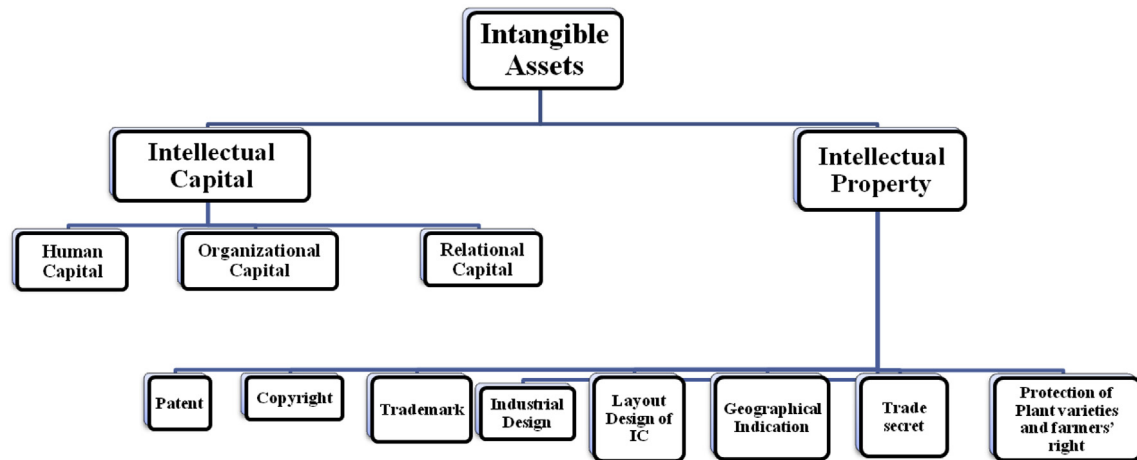 Intangible
Assets
Intellectual
Capital
Intellectual
Property
Human
Capital
Organizational
Capital
Relational
Capital
Patent
Copyright
Trademark
Industrial
Design
Layout
Design of
IC
Geographical
Indication
Trade
secret
Protection of
Plant varieties
and farmers'
right